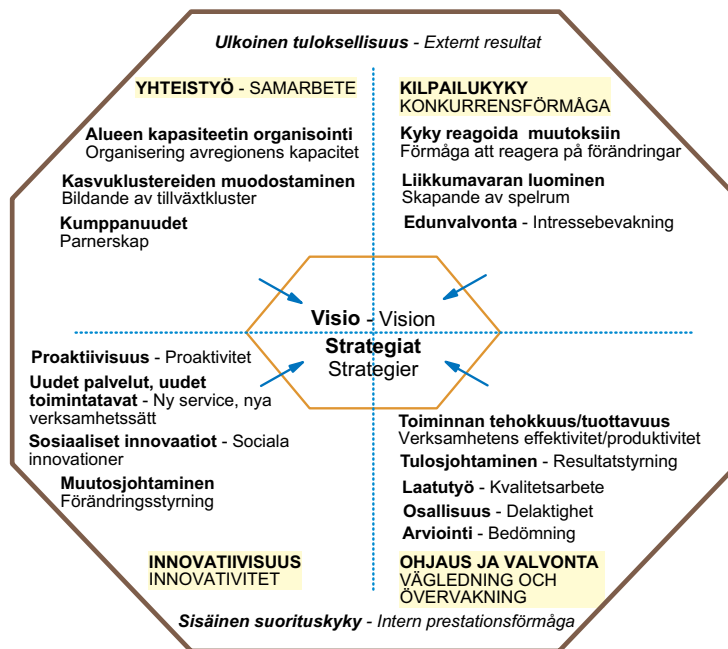 Ulkoinen tuloksellisuus - Externt resultat
YHTEISTYÖ - SAMARBETE
Alueen kapasiteetin organisointi
Organisering avregionens kapacitet
Kasvuklustereiden muodostaminen
Bildande av tillväxtkluster
Kumppanuudet
Parnerskap
KILPAILUKYKY
KONKURRENSFÖRMÅGA
Kyky reagoida muutoksiin
Förmåga att reagera på förändringar
Liikkumavaran luominen
Skapande av spelrum
Edunvalvonta - Intressebevakning
Visio - Vision
Strategiat
Strategier
Proaktiivisuus - Proaktivitet
Uudet palvelut, uudet
toimintatavat - Ny service, nya
verksamhetssätt
Sosiaaliset innovaatiot - Sociala
innovationer
Muutosjohtaminen
Förändringsstyrning
INNOVATIIVISUUS
INNOVATIVITET
Toiminnan tehokkuus/tuottavuus
Verksamhetens effektivitet/produktivitet
Tulosjohtaminen - Resultatstyrning
Laatutyö - Kvalitetsarbete
Osallisuus - Delaktighet
Arviointi - Bedömning
OHJAUS JA VALVONTA
VÄGLEDNING OCH
ÖVERVAKNING
Sisäinen suorituskyky - Intern prestationsförmåga